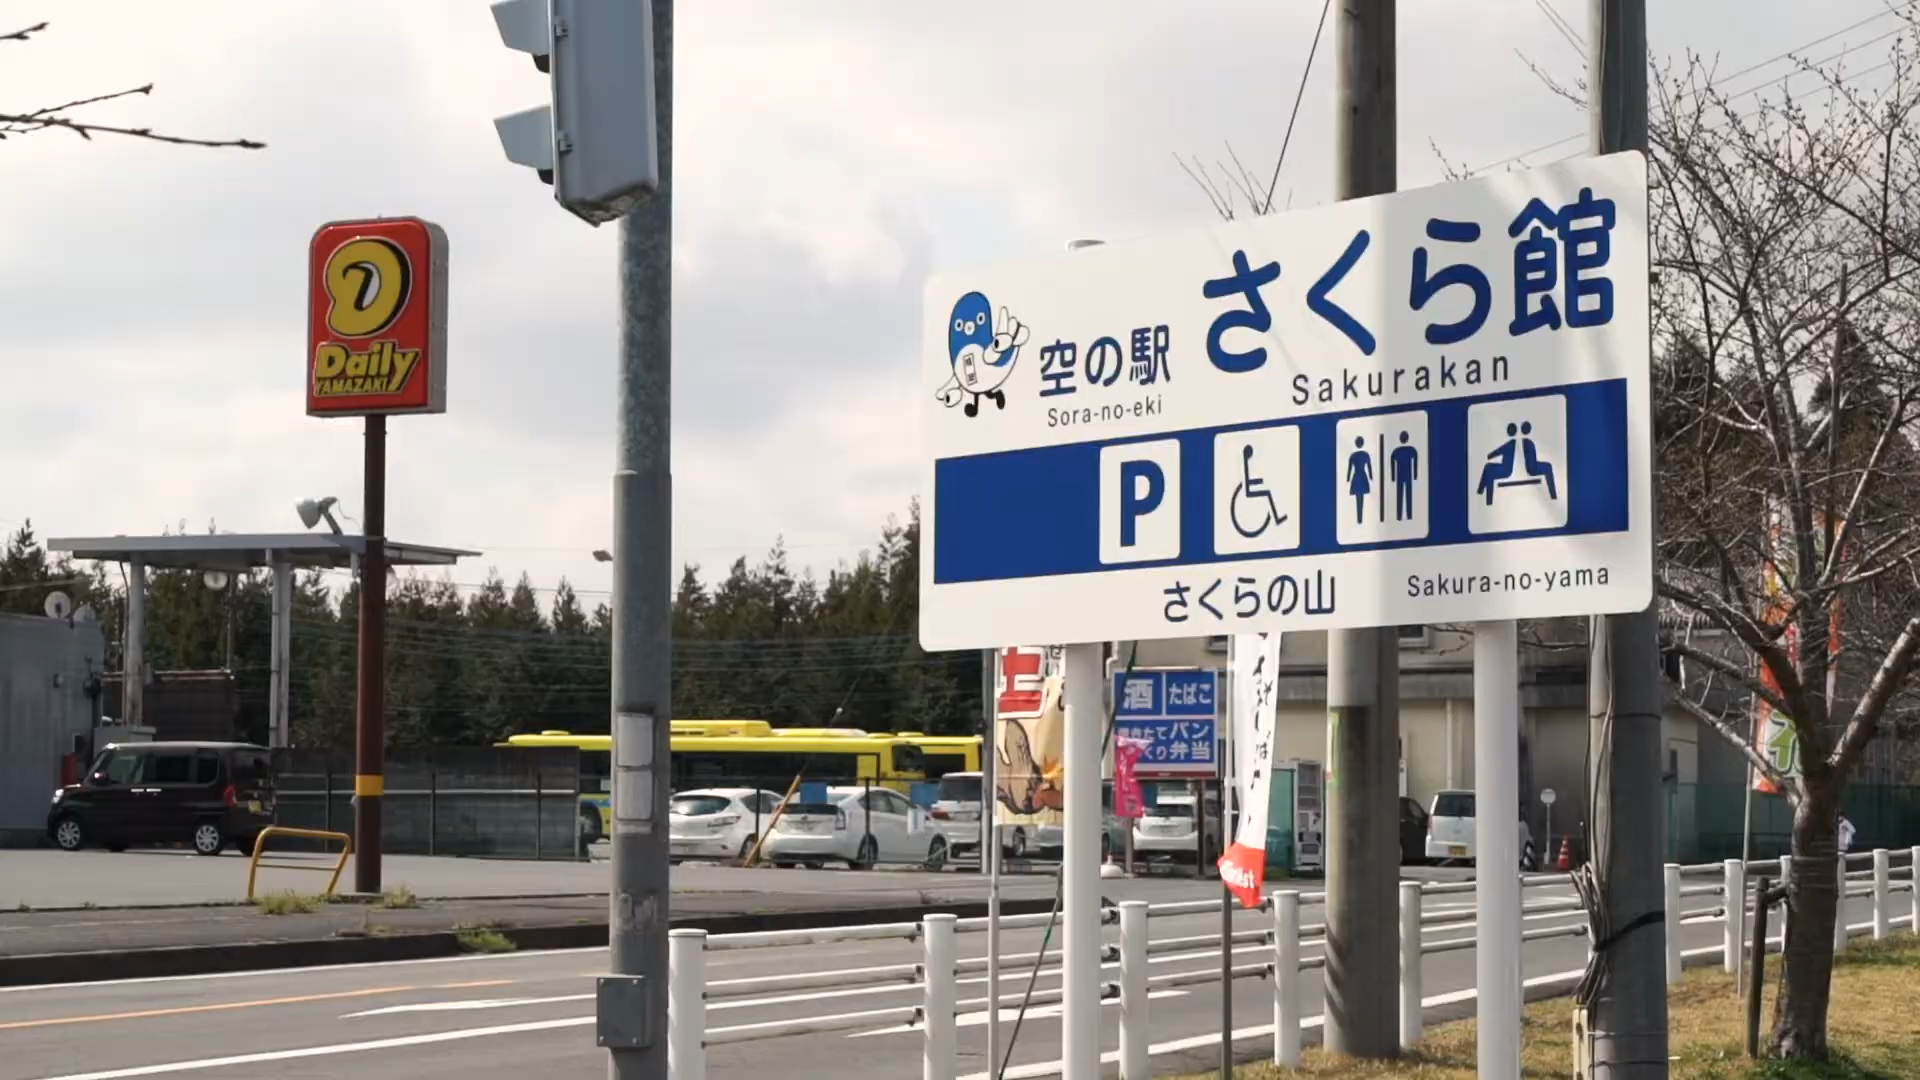 Daily
YAMAZAKI
空の駅
Sora-no-eki
さくら館
Sakurakan
P
さくらの山
Sakura-no-yama
酒
たばこ
パン
弁当